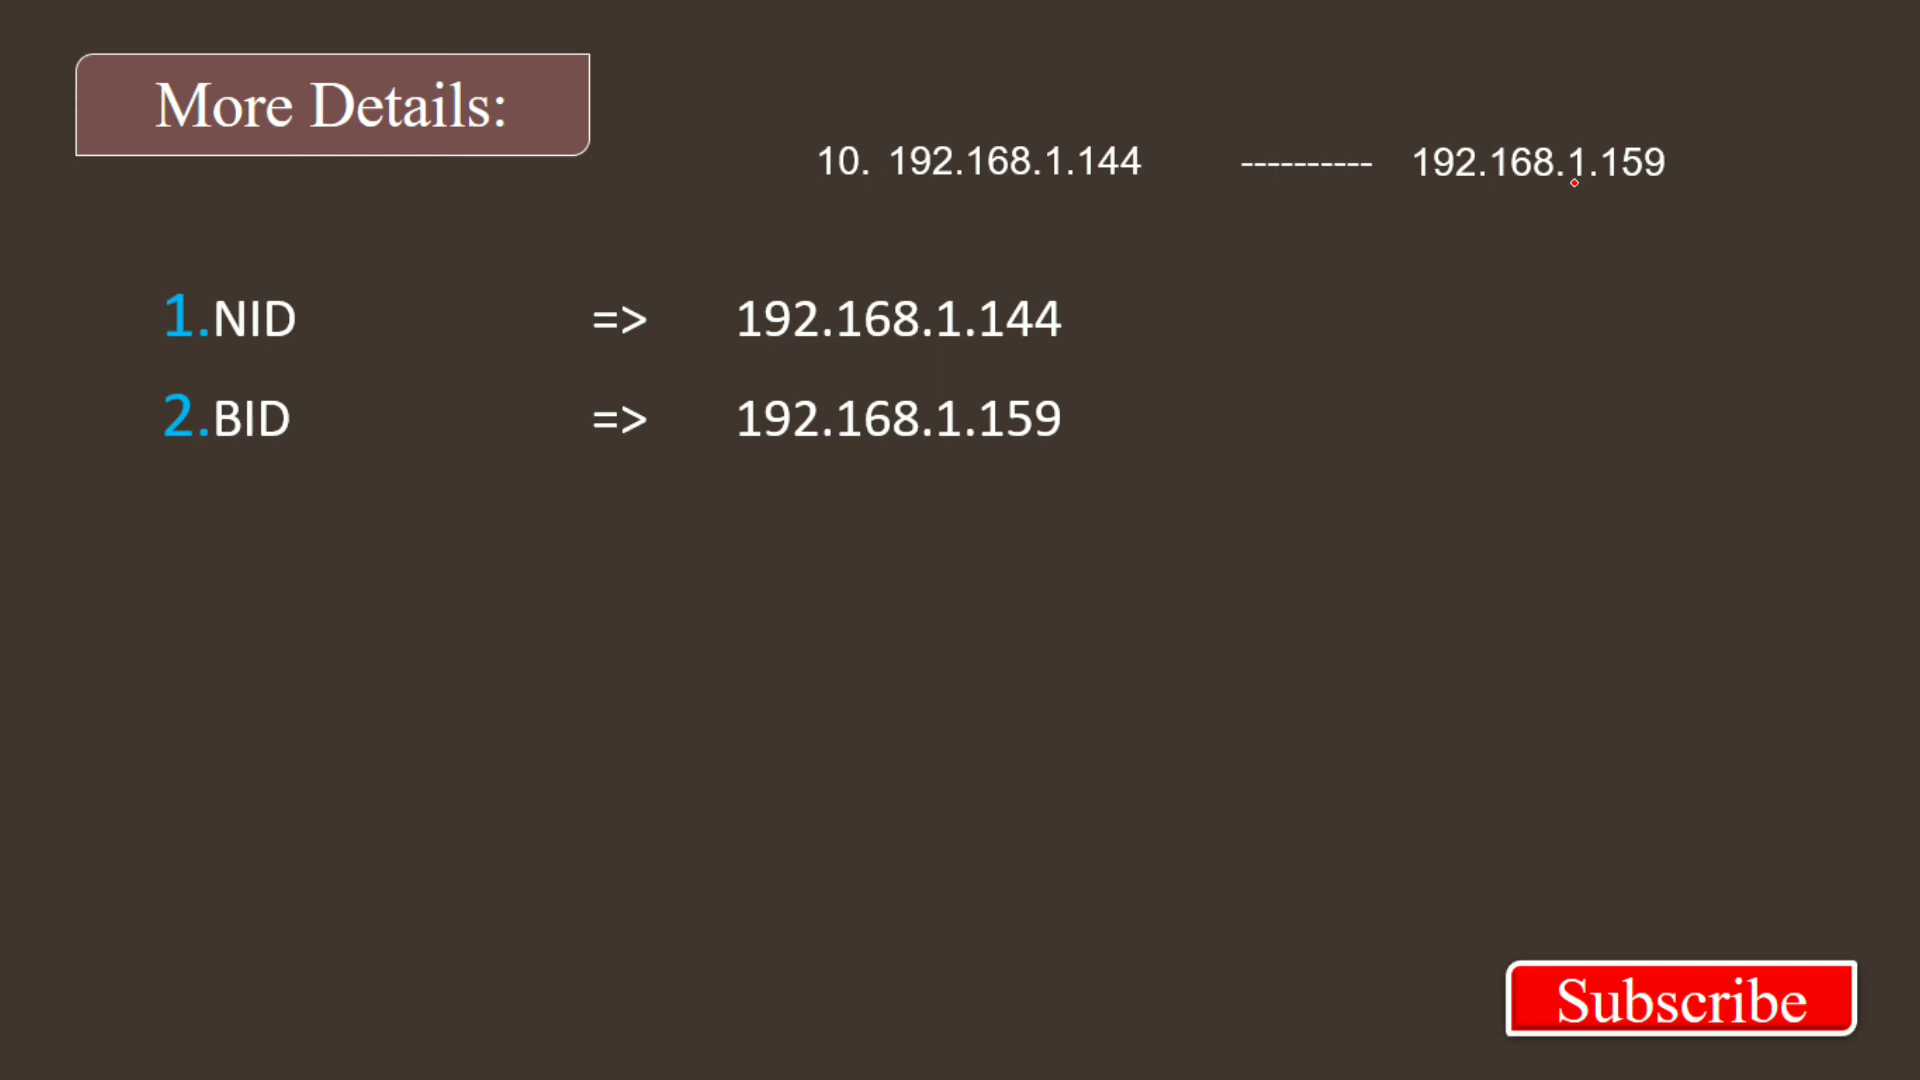 More Details:
10. 192.168.1.144 ---------- 192.168.1.159
1.NID => 192.168.1.144
2.BID => 192.168.1.159
Subscribe